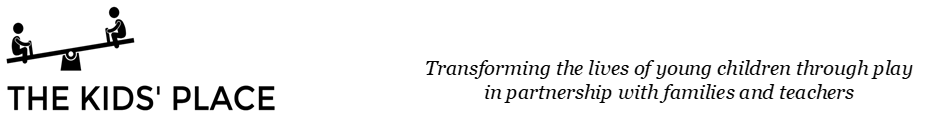 THE KIDS' PLACE
Transforming the lives of young children through play
in partnership with families and teachers